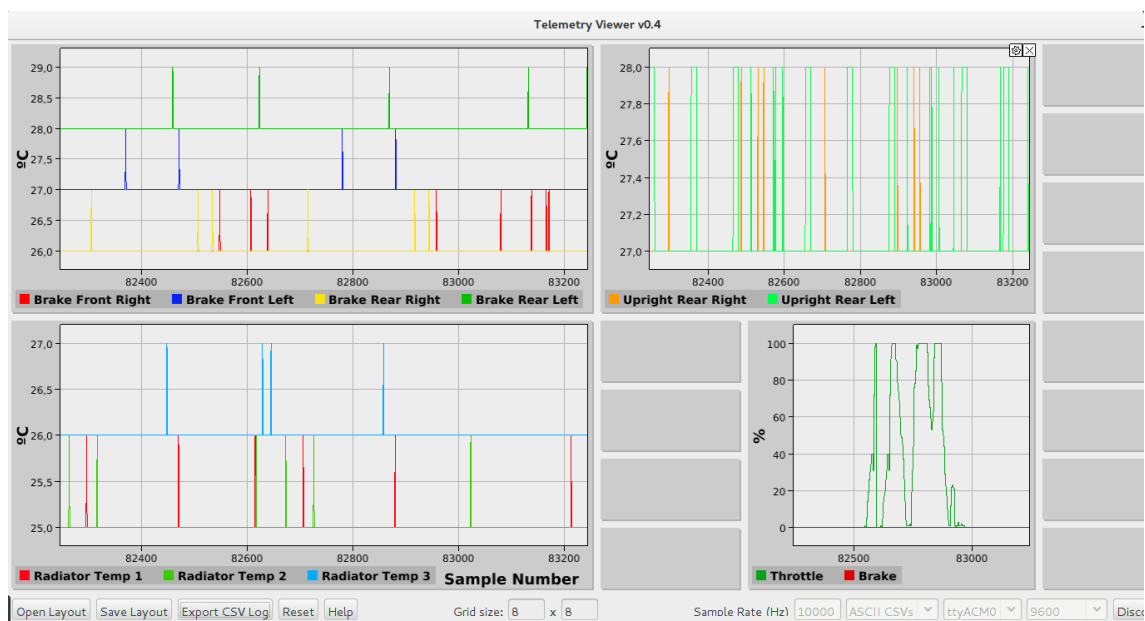 Telemetry Viewer v0.4
29,0
28,5
28,0
27,5
27,0
26,5
26,0
ºC
82400 82600 82800 83000 83200
Brake Front Right Brake Front Left Brake Rear Right Brake Rear Left
28,0
27,8
27,6
27,4
27,2
27,0
ºC
82400 82600 82800 83000 83200
Upright Rear Right Upright Rear Left
27,0
26,5
26,0
25,5
25,0
ºC
82400 82600 82800 83000 83200
Radiator Temp 1 Radiator Temp 2 Radiator Temp 3 Sample Number
100
80
60
40
20
0
%
82500 83000
Throttle Brake
Open Layout Save Layout Export CSV Log Reset Help Grid size: 8 x 8 Sample Rate (Hz) 10000 ASCII CSVs ttyACM0 9600 Disco